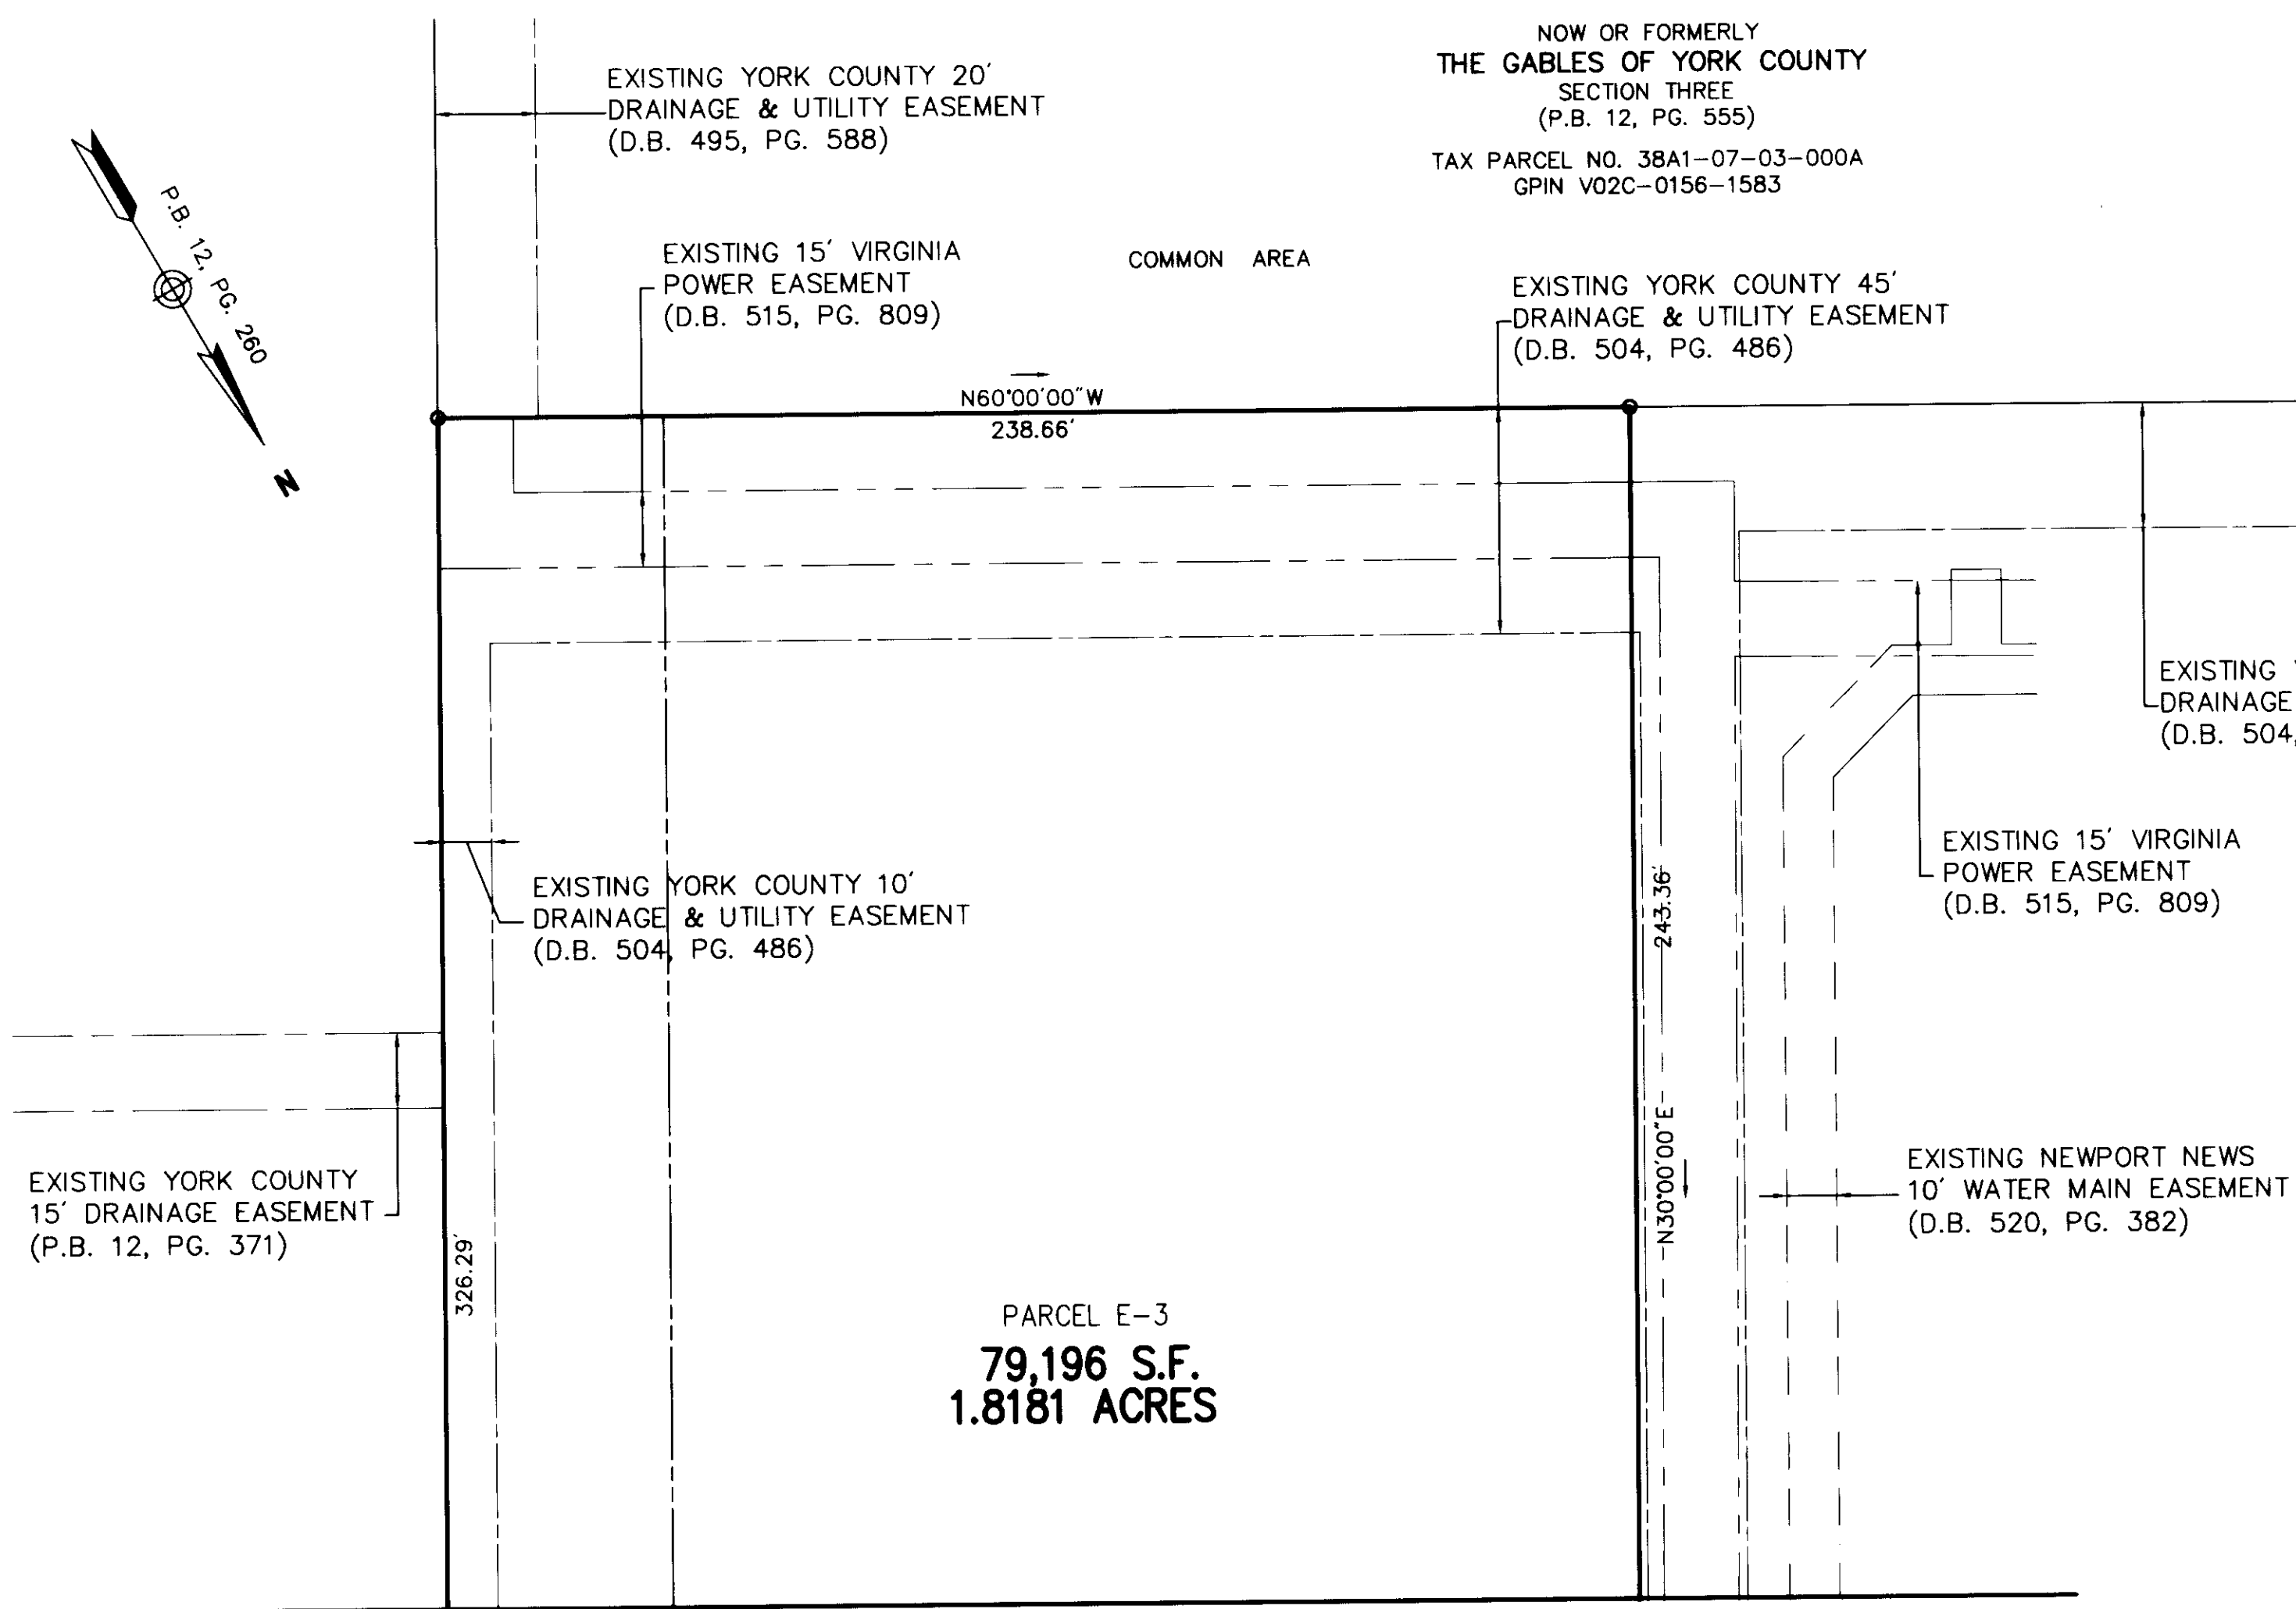 NOW OR FORMERLY
THE GABLES OF YORK COUNTY
SECTION THREE
(P.B. 12, PG. 555)
TAX PARCEL NO. 38A1-07-03-000A
GPIN V02C-0156-1583
EXISTING YORK COUNTY 20'
DRAINAGE & UTILITY EASEMENT
(D.B. 495, PG. 588)
P.B. 12, PG. 260
N
EXISTING 15' VIRGINIA
POWER EASEMENT
(D.B. 515, PG. 809)
COMMON AREA
EXISTING YORK COUNTY 45'
DRAINAGE & UTILITY EASEMENT
(D.B. 504, PG. 486)
N60°00'00"W
238.66'
EXISTING
DRAINAGE
(D.B. 504,
EXISTING 15' VIRGINIA
POWER EASEMENT
(D.B. 515, PG. 809)
EXISTING YORK COUNTY 10'
DRAINAGE & UTILITY EASEMENT
(D.B. 504, PG. 486)
243.36'
N30°00'00"E
EXISTING NEWPORT NEWS
10' WATER MAIN EASEMENT
(D.B. 520, PG. 382)
EXISTING YORK COUNTY
15' DRAINAGE EASEMENT
(P.B. 12, PG. 371)
326.29'
PARCEL E-3
79,196 S.F.
1.8181 ACRES